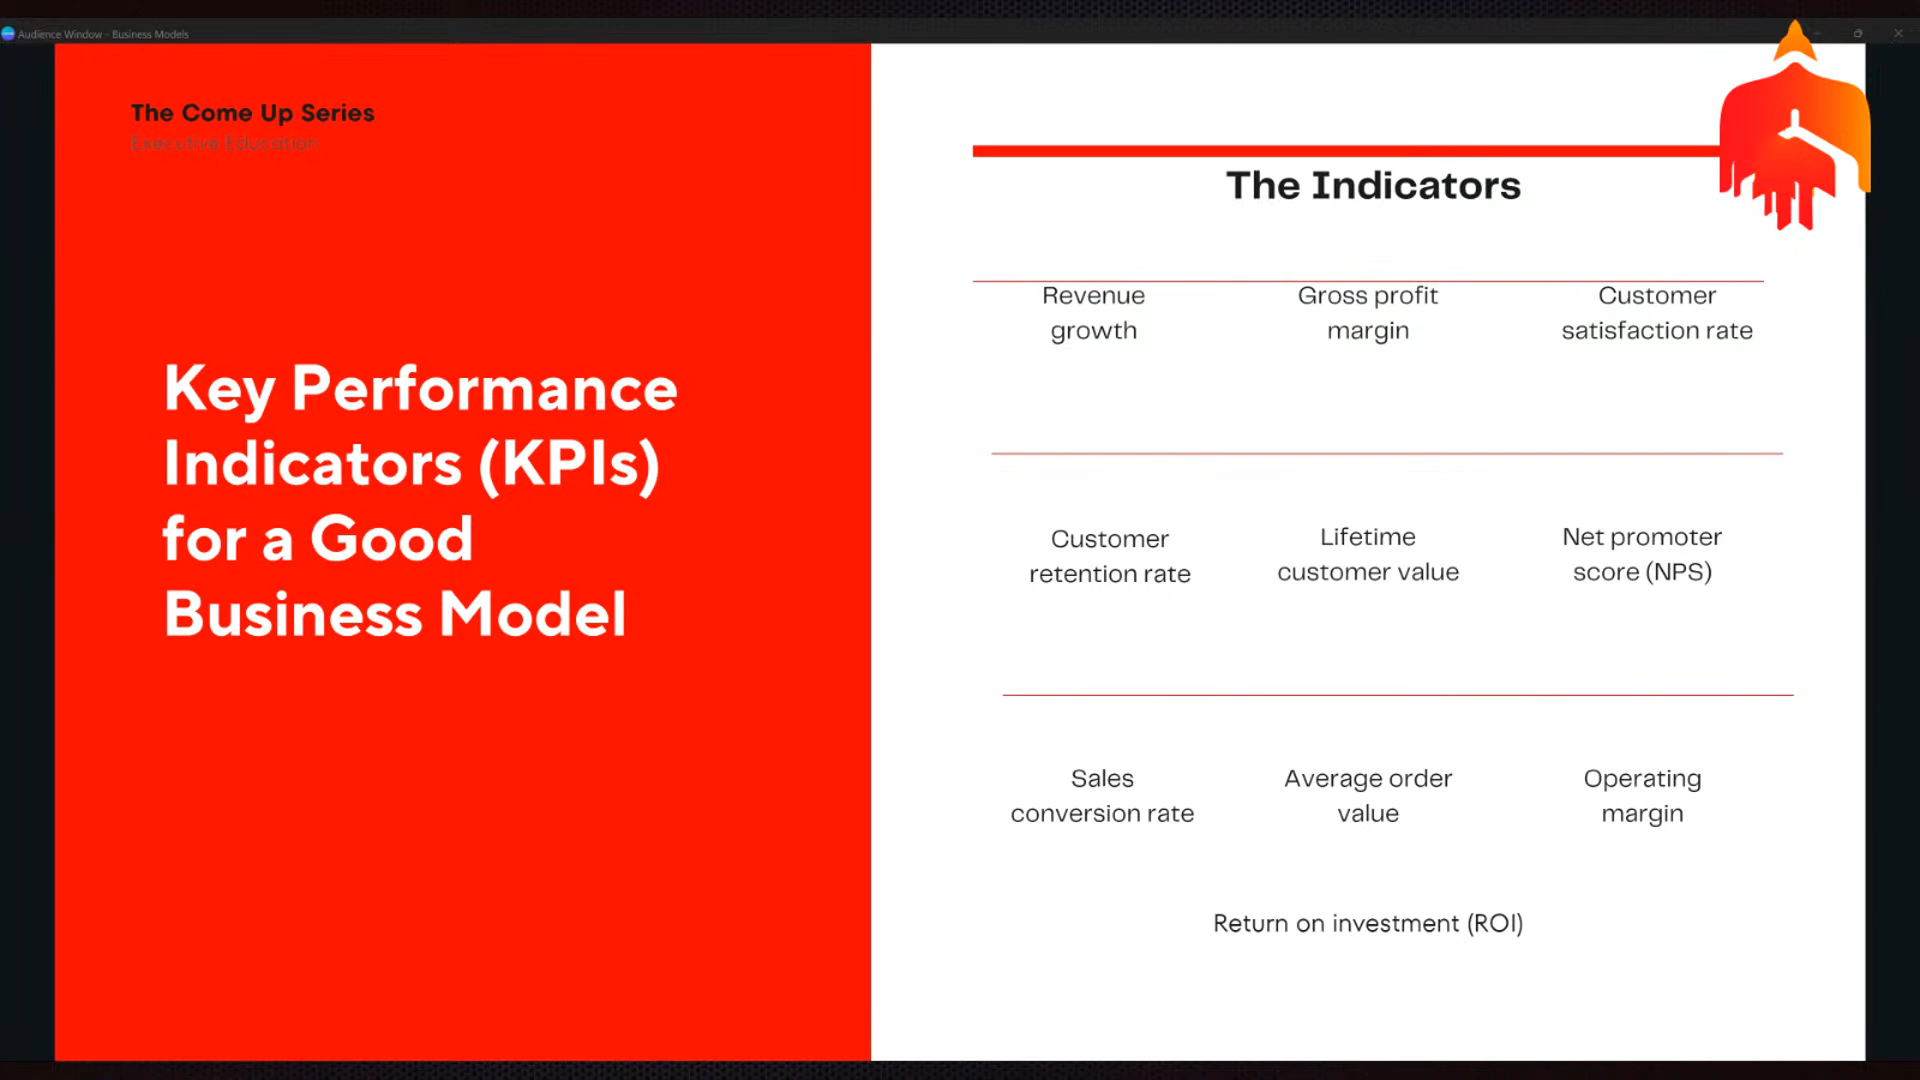 Audience Window - Business Models
The Come Up Series
Executive Education
Key Performance
Indicators (KPIs)
for a Good
Business Model
The Indicators
Revenue
growth
Gross profit
margin
Customer
satisfaction rate
Customer
retention rate
Lifetime
customer value
Net promoter
score (NPS)
Sales
conversion rate
Average order
value
Operating
margin
Return on investment (ROI)